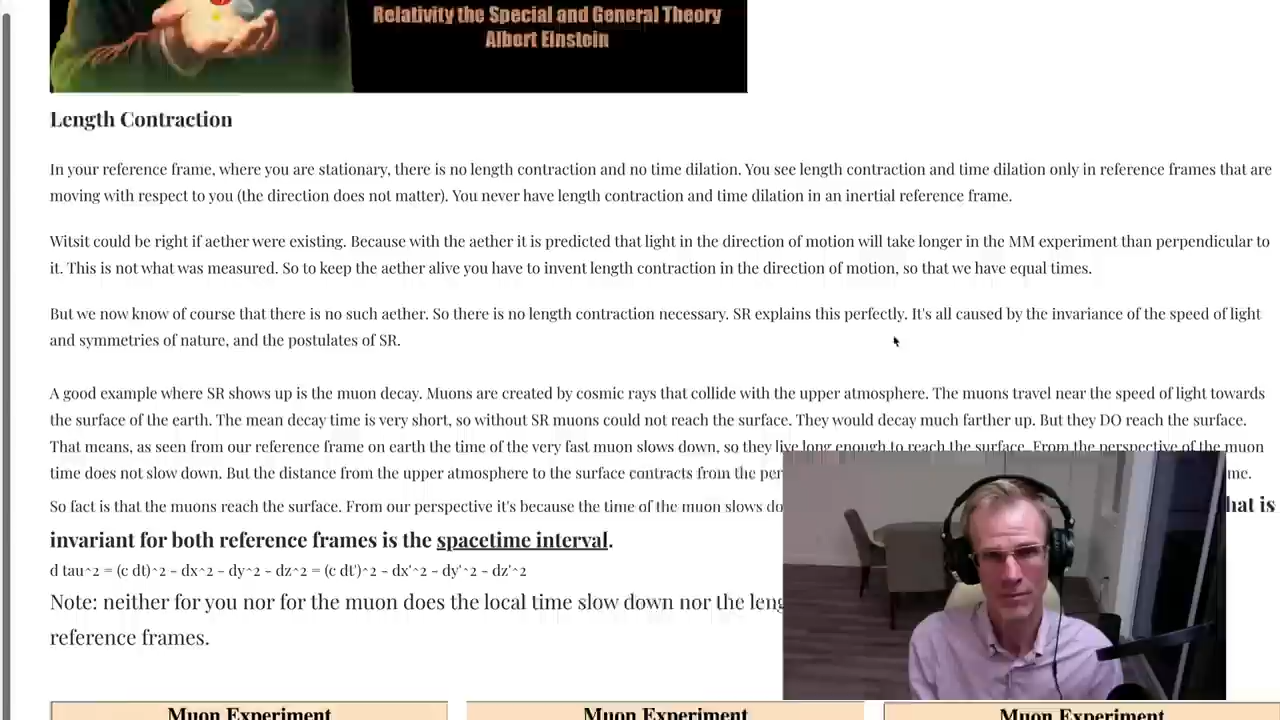 Relativity the Special and General Theory
Albert Einstein
Length Contraction
In your reference frame, where you are stationary, there is no length contraction and no time dilation. You see length contraction and time dilation only in reference frames that are
moving with respect to you (the direction does not matter). You never have length contraction and time dilation in an inertial reference frame.
Witsit could be right if aether were existing. Because with the aether it is predicted that light in the direction of motion will take longer in the MM experiment than perpendicular to
it. This is not what was measured. So to keep the aether alive you have to invent length contraction in the direction of motion, so that we have equal times.
But we now know of course that there is no such aether. So there is no length contraction necessary. SR explains this perfectly. It's all caused by the invariance of the speed of light
and symmetries of nature, and the postulates of SR.
A good example where SR shows up is the muon decay. Muons are created by cosmic rays that collide with the upper atmosphere. The muons travel near the speed of light towards
the surface of the earth. The mean decay time is very short, so without SR muons could not reach the surface. They would decay much farther up. But they DO reach the surface.
That means, as seen from our reference frame on earth the time of the very fast muon slows down, so they live long enough to reach the surface. From the perspective of the muon
time does not slow down. But the distance from the upper atmosphere to the surface contracts from the
So fact is that the muons reach the surface. From our perspective it's because the time of the muon slows hat is
invariant for both reference frames is the spacetime interval.
d tau^2 = (c dt)^2 - dx^2 - dy^2 - dz^2 = (c dt')^2 - dx'^2 - dy'^2 - dz'^2
Note: neither for you nor for the muon does the local time slow down nor the
reference frames.
Muon Experiment Muon Experiment Muon Experiment